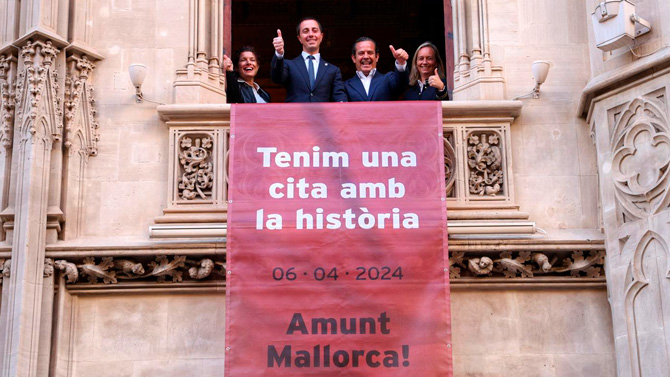 Tenim una
cita amb
la història
06 · 04 · 2024
Amunt
Mallorca!